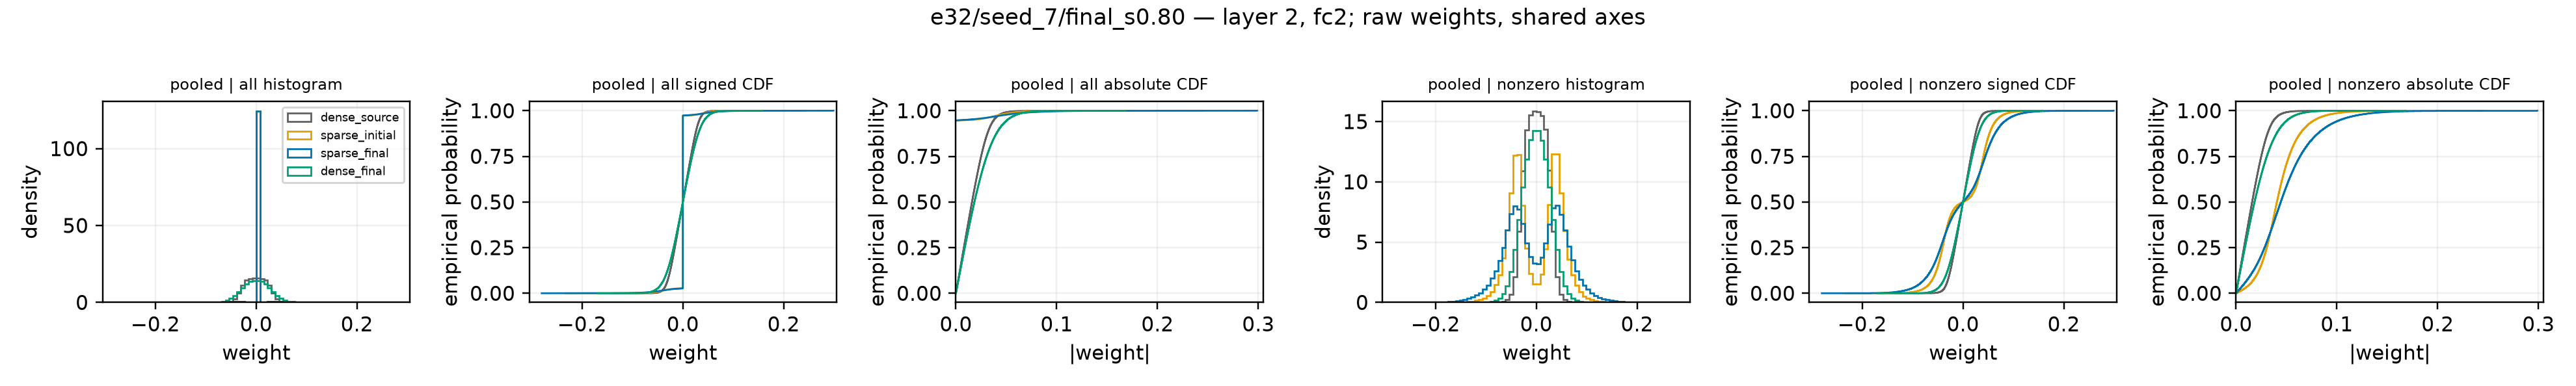 e32/seed_7/final_s0.80 — layer 2, fc2; raw weights, shared axes
pooled | all histogram
density
100
50
0
−0.2
0.0
0.2
weight
dense_source
sparse_initial
sparse_final
dense_final
pooled | all signed CDF
empirical probability
1.00
0.75
0.50
0.25
0.00
−0.2
0.0
0.2
weight
pooled | all absolute CDF
empirical probability
1.00
0.75
0.50
0.25
0.00
0.0
0.1
0.2
0.3
|weight|
pooled | nonzero histogram
density
15
10
5
0
−0.2
0.0
0.2
weight
pooled | nonzero signed CDF
empirical probability
1.00
0.75
0.50
0.25
0.00
−0.2
0.0
0.2
weight
pooled | nonzero absolute CDF
empirical probability
1.00
0.75
0.50
0.25
0.00
0.0
0.1
0.2
0.3
|weight|